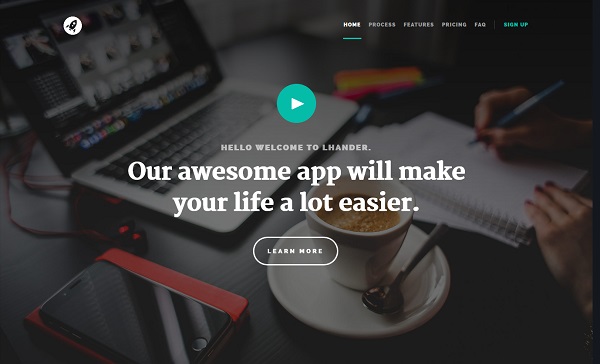 HOME PROCESS FEATURES PRICING FAQ SIGN UP
HELLO WELCOME TO LHANDER.
Our awesome app will make
your life a lot easier.
LEARN MORE